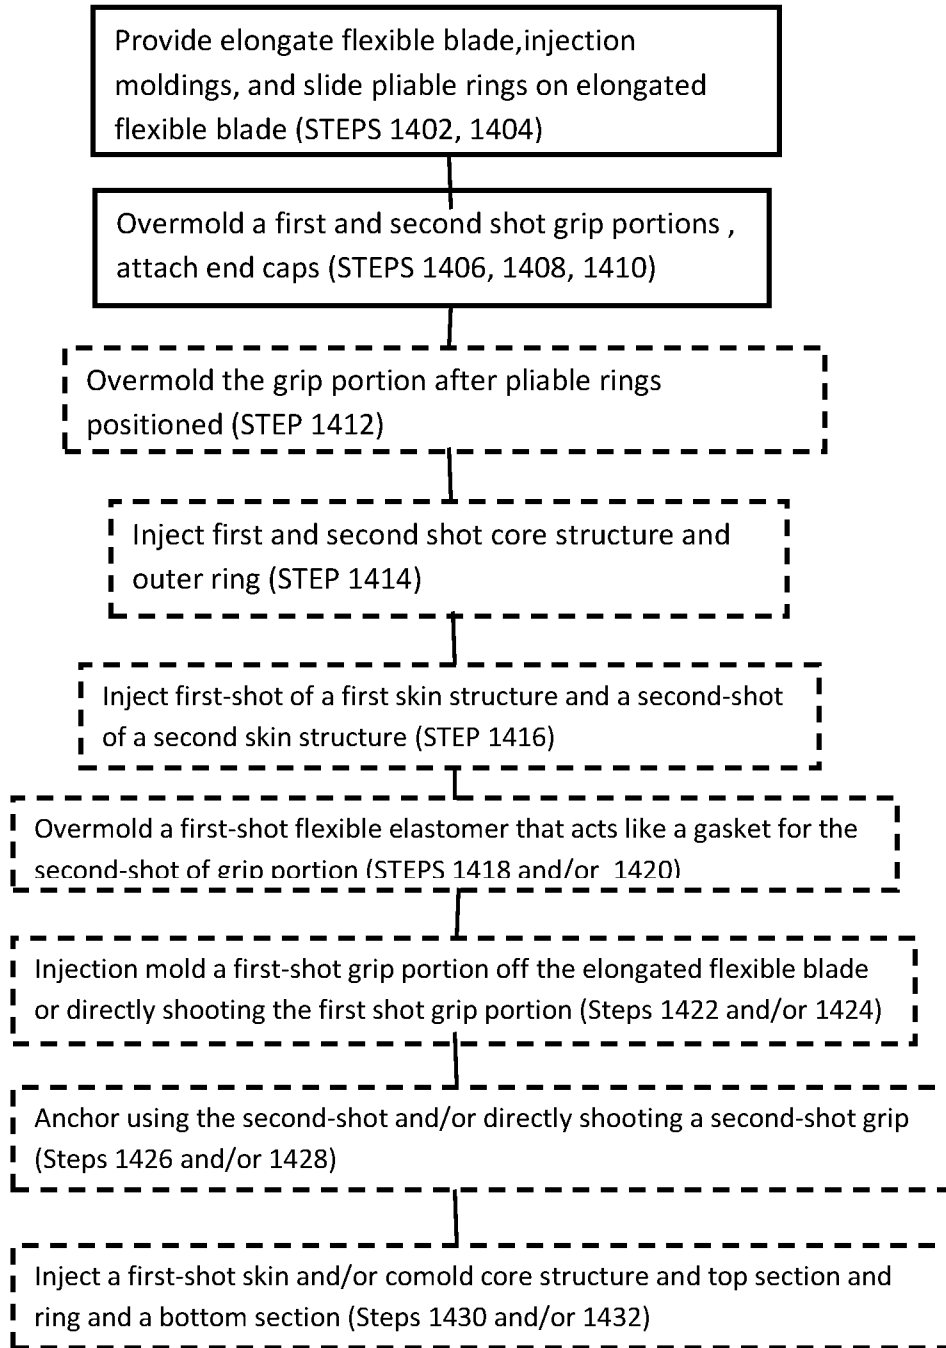 Provide elongate flexible blade,injection
moldings, and slide pliable rings on elongated
flexible blade (STEPS 1402, 1404)
Overmold a first and second shot grip portions ,
attach end caps (STEPS 1406, 1408, 1410)
Overmold the grip portion after pliable rings
positioned (STEP 1412)
Inject first and second shot core structure and
outer ring (STEP 1414)
Inject first-shot of a first skin structure and a second-shot
of a second skin structure (STEP 1416)
Overmold a first-shot flexible elastomer that acts like a gasket for the
second-shot of grip portion (STEPS 1418 and/or 1420)
Injection mold a first-shot grip portion off the elongated flexible blade
or directly shooting the first shot grip portion (Steps 1422 and/or 1424)
Anchor using the second-shot and/or directly shooting a second-shot grip
(Steps 1426 and/or 1428)
Inject a first-shot skin and/or comold core structure and top section and
ring and a bottom section (Steps 1430 and/or 1432)